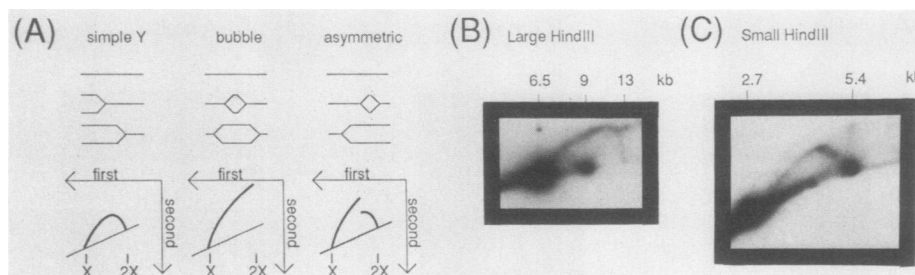 (A)
simple Y
bubble
asymmetric
first
second
X
2X
first
second
X
2X
first
second
X
2X
(B)
Large HindIII
6.5
9
13
kb
(C)
Small HindIII
2.7
5.4